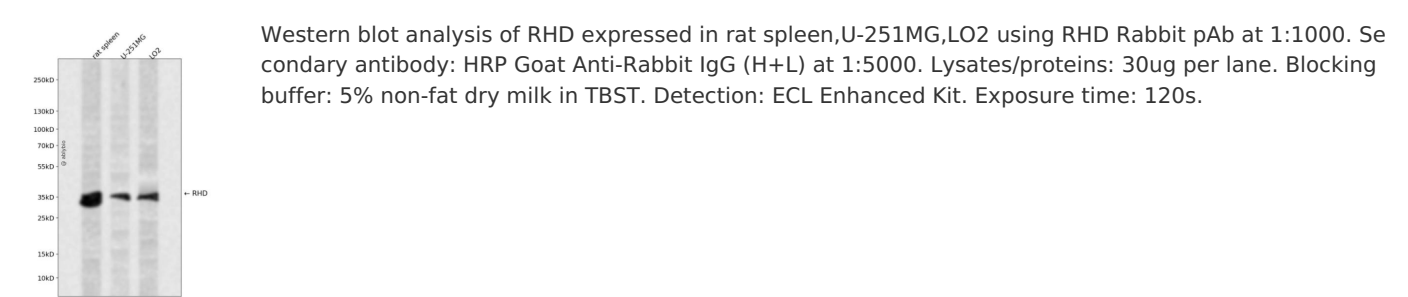 Western blot analysis of RHD expressed in rat spleen,U-251MG,LO2 using RHD Rabbit pAb at 1:1000. Se
condary antibody: HRP Goat Anti-Rabbit IgG (H+L) at 1:5000. Lysates/proteins: 30ug per lane. Blocking
buffer: 5% non-fat dry milk in TBST. Detection: ECL Enhanced Kit. Exposure time: 120s.
rat spleen
U-251MG
LO2
250kD
130kD
100kD
70kD
55kD
35kD
25kD
15kD
10kD
← RHD
@ ablybio